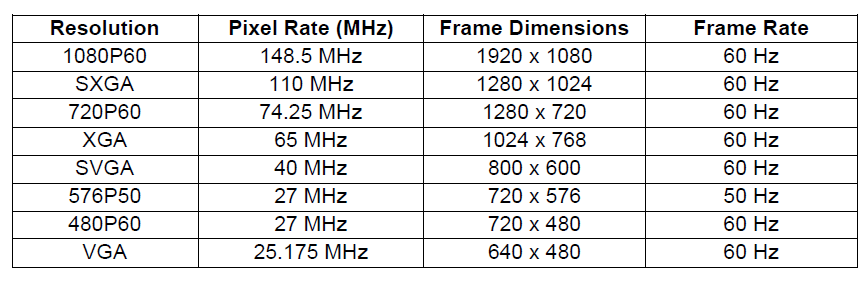 Resolution Pixel Rate (MHz) Frame Dimensions Frame Rate
1080P60 148.5 MHz 1920 x 1080 60 Hz
SXGA 110 MHz 1280 x 1024 60 Hz
720P60 74.25 MHz 1280 x 720 60 Hz
XGA 65 MHz 1024 x 768 60 Hz
SVGA 40 MHz 800 x 600 60 Hz
576P50 27 MHz 720 x 576 50 Hz
480P60 27 MHz 720 x 480 60 Hz
VGA 25.175 MHz 640 x 480 60 Hz